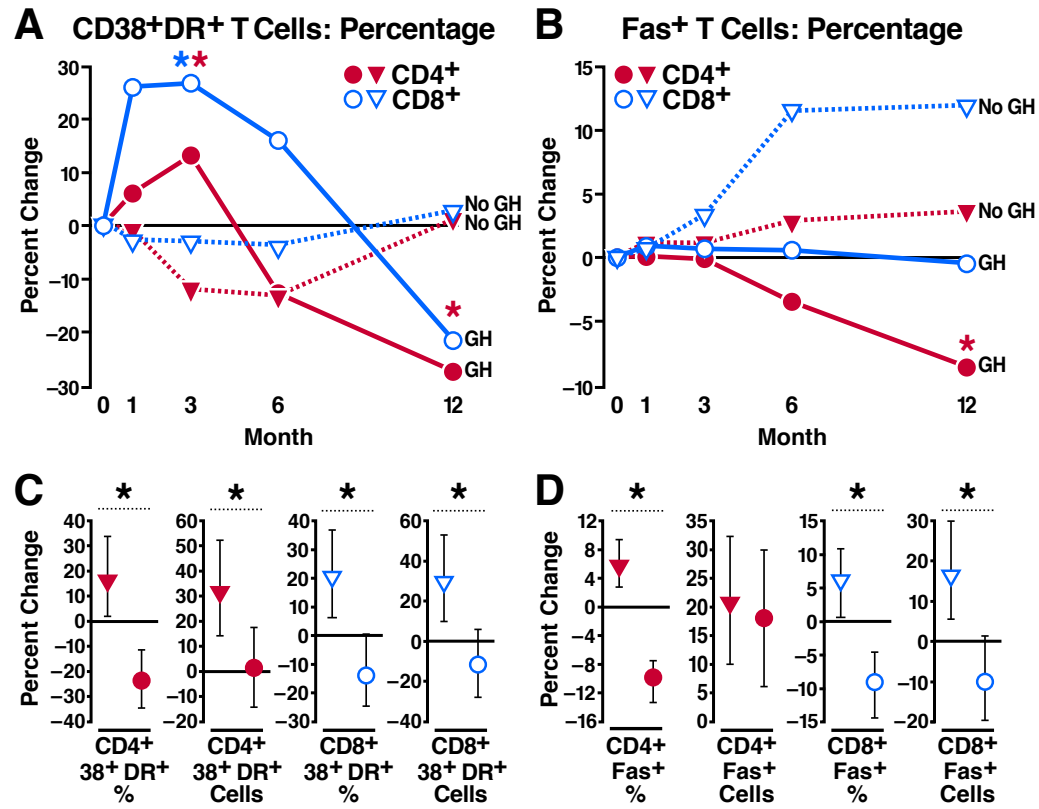 A CD38+DR+ T Cells: Percentage
* *
CD4+
CD8+
Percent Change
30
20
10
0
−10
−20
−30
No GH
No GH
*
GH
GH
0 1 3 6 12
Month
B Fas+ T Cells: Percentage
CD4+
CD8+
Percent Change
15
10
5
0
−5
−10
No GH
No GH
GH
*
GH
0 1 3 6 12
Month
C
Percent Change
*
40
30
20
10
0
−10
−20
−30
−40
CD4+
38+ DR+
%
*
60
50
40
30
20
10
0
−10
−20
CD4+
38+ DR+
Cells
*
40
30
20
10
0
−10
−20
−30
CD8+
38+ DR+
%
*
60
40
20
0
−20
−40
CD8+
38+ DR+
Cells
D
Percent Change
*
12
8
4
0
−4
−8
−12
−16
CD4+
Fas+
%
35
30
25
20
15
10
5
0
CD4+
Fas+
Cells
*
15
10
5
0
−5
−10
−15
CD8+
Fas+
%
*
30
20
10
0
−10
−20
CD8+
Fas+
Cells